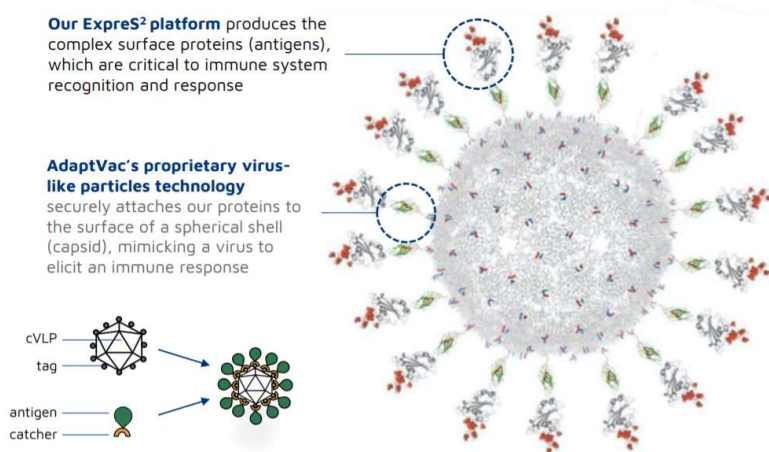 Our ExpreS² platform produces the
complex surface proteins (antigens),
which are critical to immune system
recognition and response
AdaptVac's proprietary virus-
like particles technology
securely attaches our proteins to
the surface of a spherical shell
(capsid), mimicking a virus to
elicit an immune response
cVLP
tag
antigen
catcher